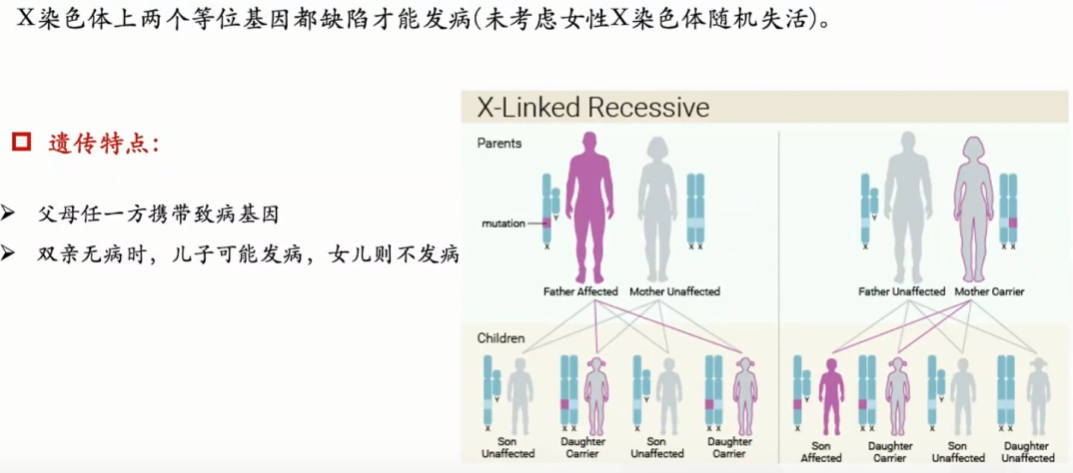 X染色体上两个等位基因都缺陷才能发病(未考虑女性X染色体随机失活)。
遗传特点:
父母任一方携带致病基因
双亲无病时，儿子可能发病，女儿则不发病
X-Linked Recessive
Parents
mutation
Y
X
X X
Y
X
X X
Father Affected
Mother Unaffected
Father Unaffected
Mother Carrier
Children
Y
X
X X
Y
X
X X
Y
X
X X
Y
X
X X
Son
Unaffected
Daughter
Carrier
Son
Unaffected
Daughter
Carrier
Son
Affected
Daughter
Carrier
Son
Unaffected
Daughter
Unaffected